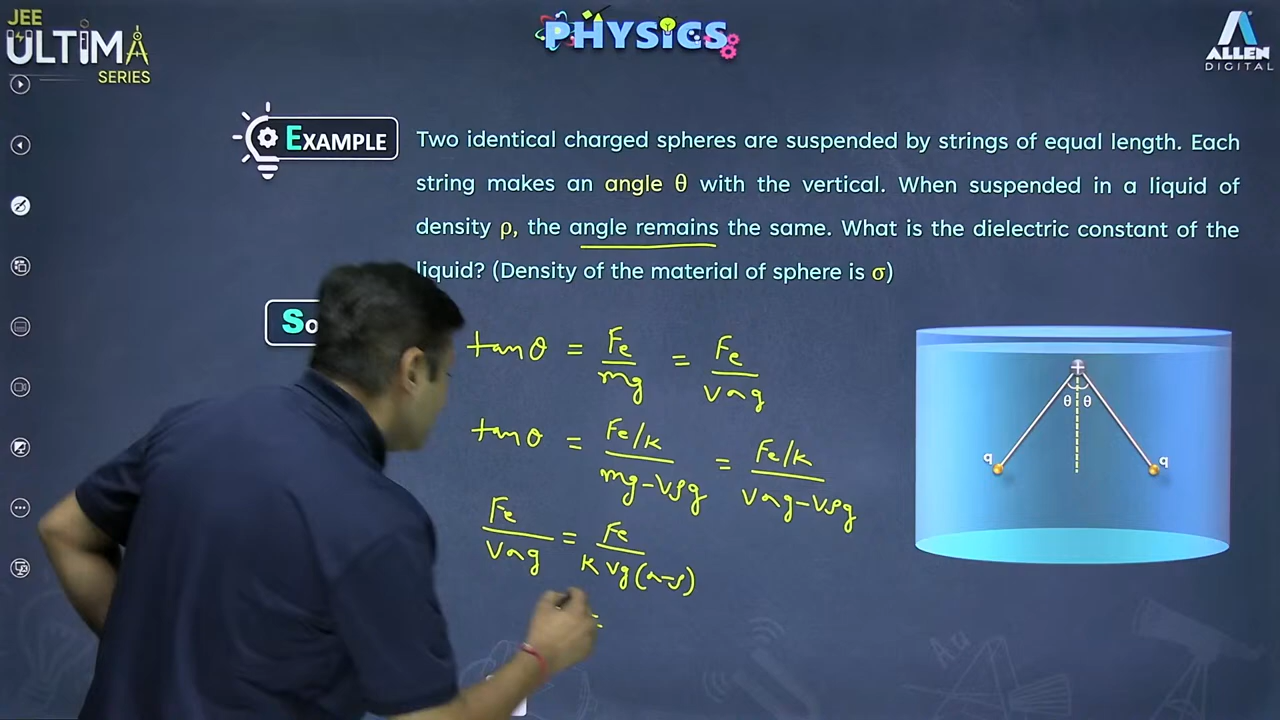 JEE
ULTIMA
SERIES
PHYSICS
ALLEN
DIGITAL
EXAMPLE
Two identical charged spheres are suspended by strings of equal length. Each
string makes an angle θ with the vertical. When suspended in a liquid of
density ρ, the angle remains the same. What is the dielectric constant of the
liquid? (Density of the material of sphere is σ)
So
tanθ = Fe/mg = Fe/Vσg
tanθ = (Fe/K)/(mg-Vρg) = (Fe/K)/(Vσg-Vρg)
Fe/Vσg = Fe/K Vg(σ-ρ)
=
θ θ
q q